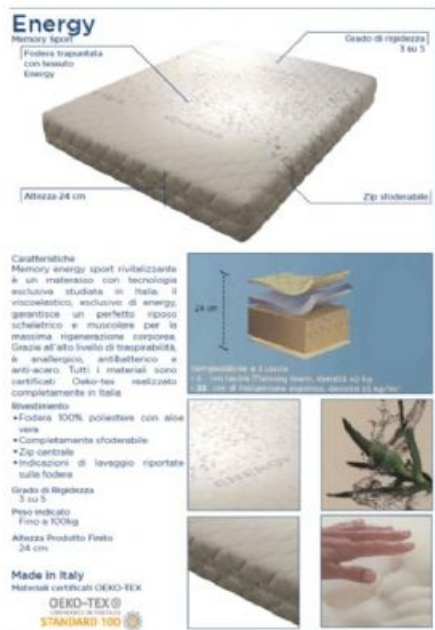 Energy
Memory Sport
Fodera trapuntata
con tessuto
Energy
Grado di rigidezza
3 su 5
Altezza 24 cm
Zip sfoderabile
Caratteristiche
Memory energy sport rivitalizzante
è un materasso con tecnologia
esclusiva studiata in Italia. Il
viscoelastico, esclusivo di energy,
garantisce un perfetto riposo
scheletrico e muscolare per la
massima rigenerazione corporea.
Grazie all'alto livello di traspirabilità,
è anallergico, antibatterico e
anti-acaro. Tutti i materiali sono
certificati Oeko-tex realizzato
completamente in Italia
24 cm
Rivestimento
• Fodera 100% poliestere con aloe
vera
• Completamente sfoderabile
• Zip centrale
• Indicazioni di lavaggio riportate
sulla fodera
ENERGY
Grado di Rigidezza
3 su 5
Peso indicato
Fino a 100kg
Altezza Prodotto Finito
24 cm
Made in Italy
Materiali certificati OEKO-TEX
OEKO-TEX®
STANDARD 100